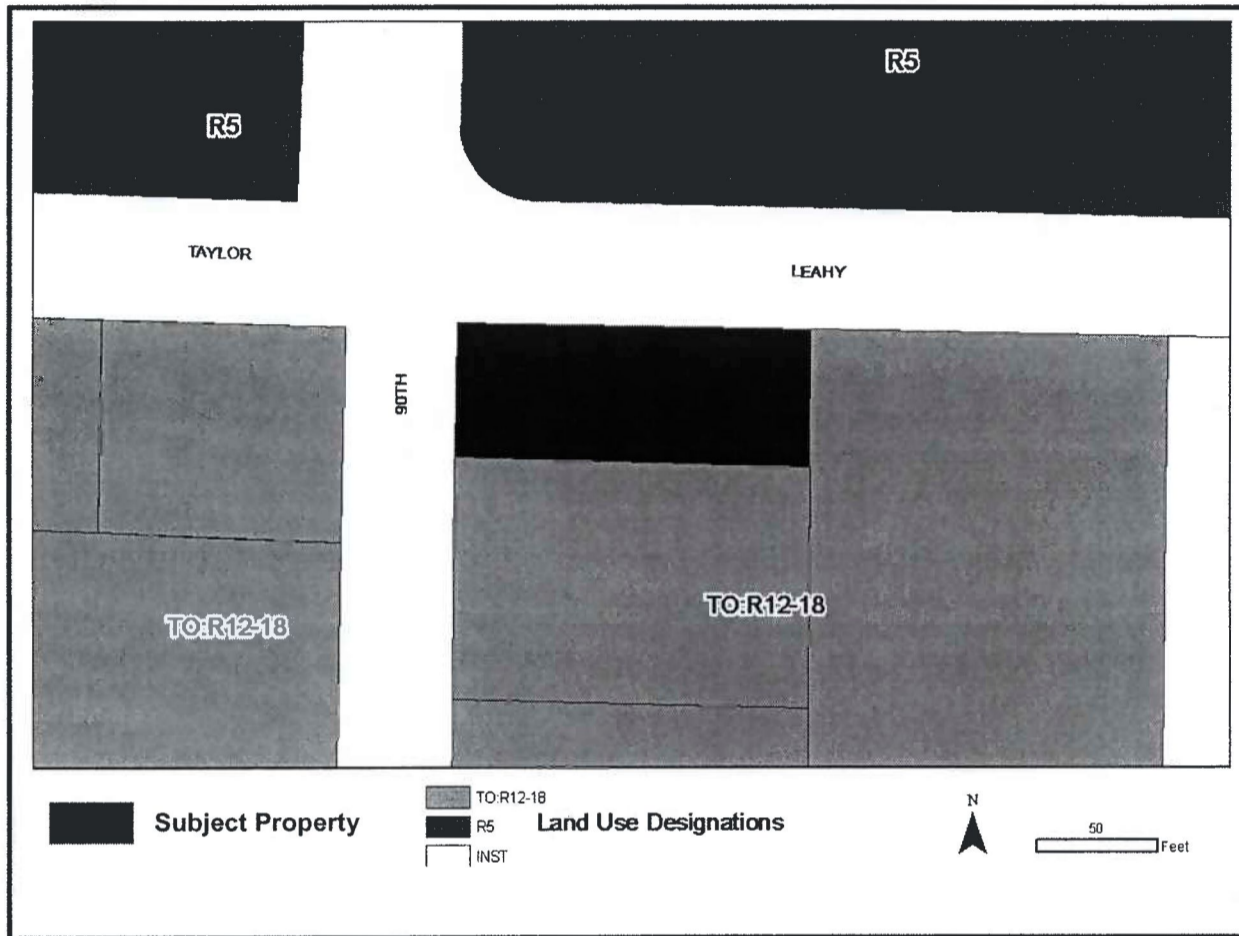 R5
R5
TAYLOR
LEAHY
90TH
TO:R12-18
TO:R12-18
Subject Property
TO:R12-18
R5
INST
Land Use Designations
N
50
Feet